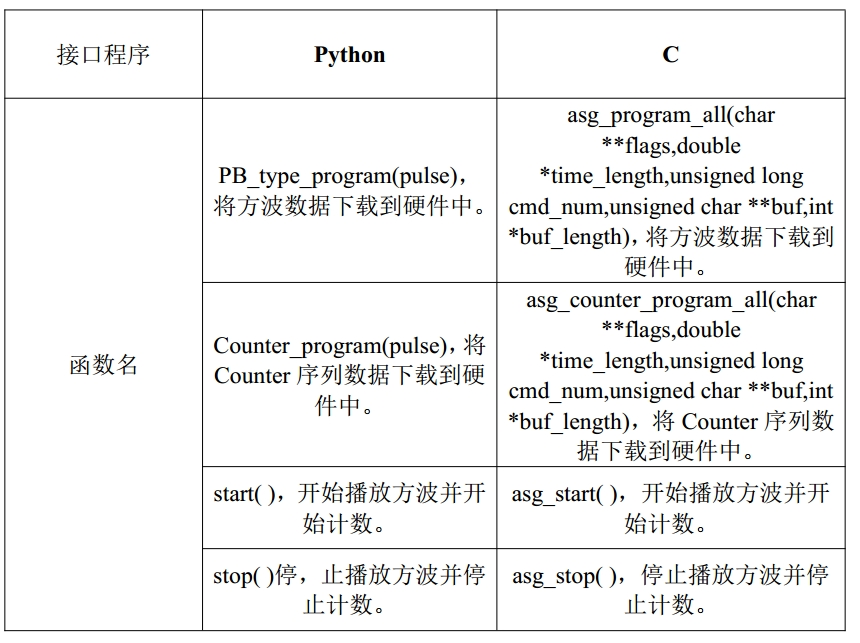 接口程序
Python
C
函数名
PB_type_program(pulse)，
将方波数据下载到硬件中。
asg_program_all(char
**flags,double
*time_length,unsigned long
cmd_num,unsigned char **buf,int
*buf_length)，将方波数据下载到
硬件中。
Counter_program(pulse)，将
Counter 序列数据下载到硬
件中。
asg_counter_program_all(char
**flags,double
*time_length,unsigned long
cmd_num,unsigned char **buf,int
*buf_length)，将 Counter 序列数
据下载到硬件中。
start( )，开始播放方波并开
始计数。
asg_start( )，开始播放方波并开
始计数。
stop( )停，止播放方波并停
止计数。
asg_stop( )，停止播放方波并停
止计数。